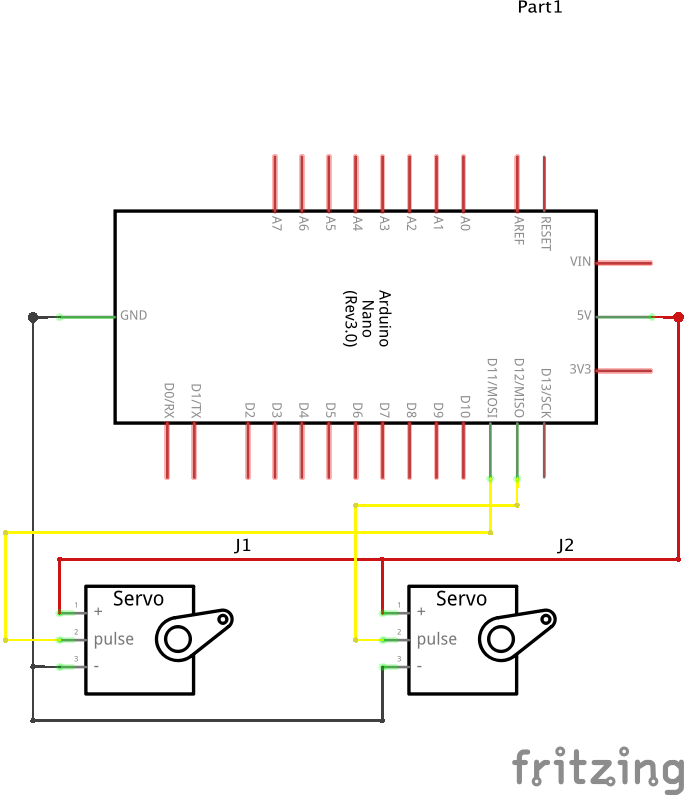 Part1
A7
A6
A5
A4
A3
A2
A1
A0
AREF
RESET
VIN
GND
Arduino
Nano
(Rev3.0)
5V
3V3
D0/RX
D1/TX
D2
D3
D4
D5
D6
D7
D8
D9
D10
D11/MOSI
D12/MISO
D13/SCK
J1
J2
Servo
1
+
2
pulse
3
-
Servo
1
+
2
pulse
3
-
fritzing